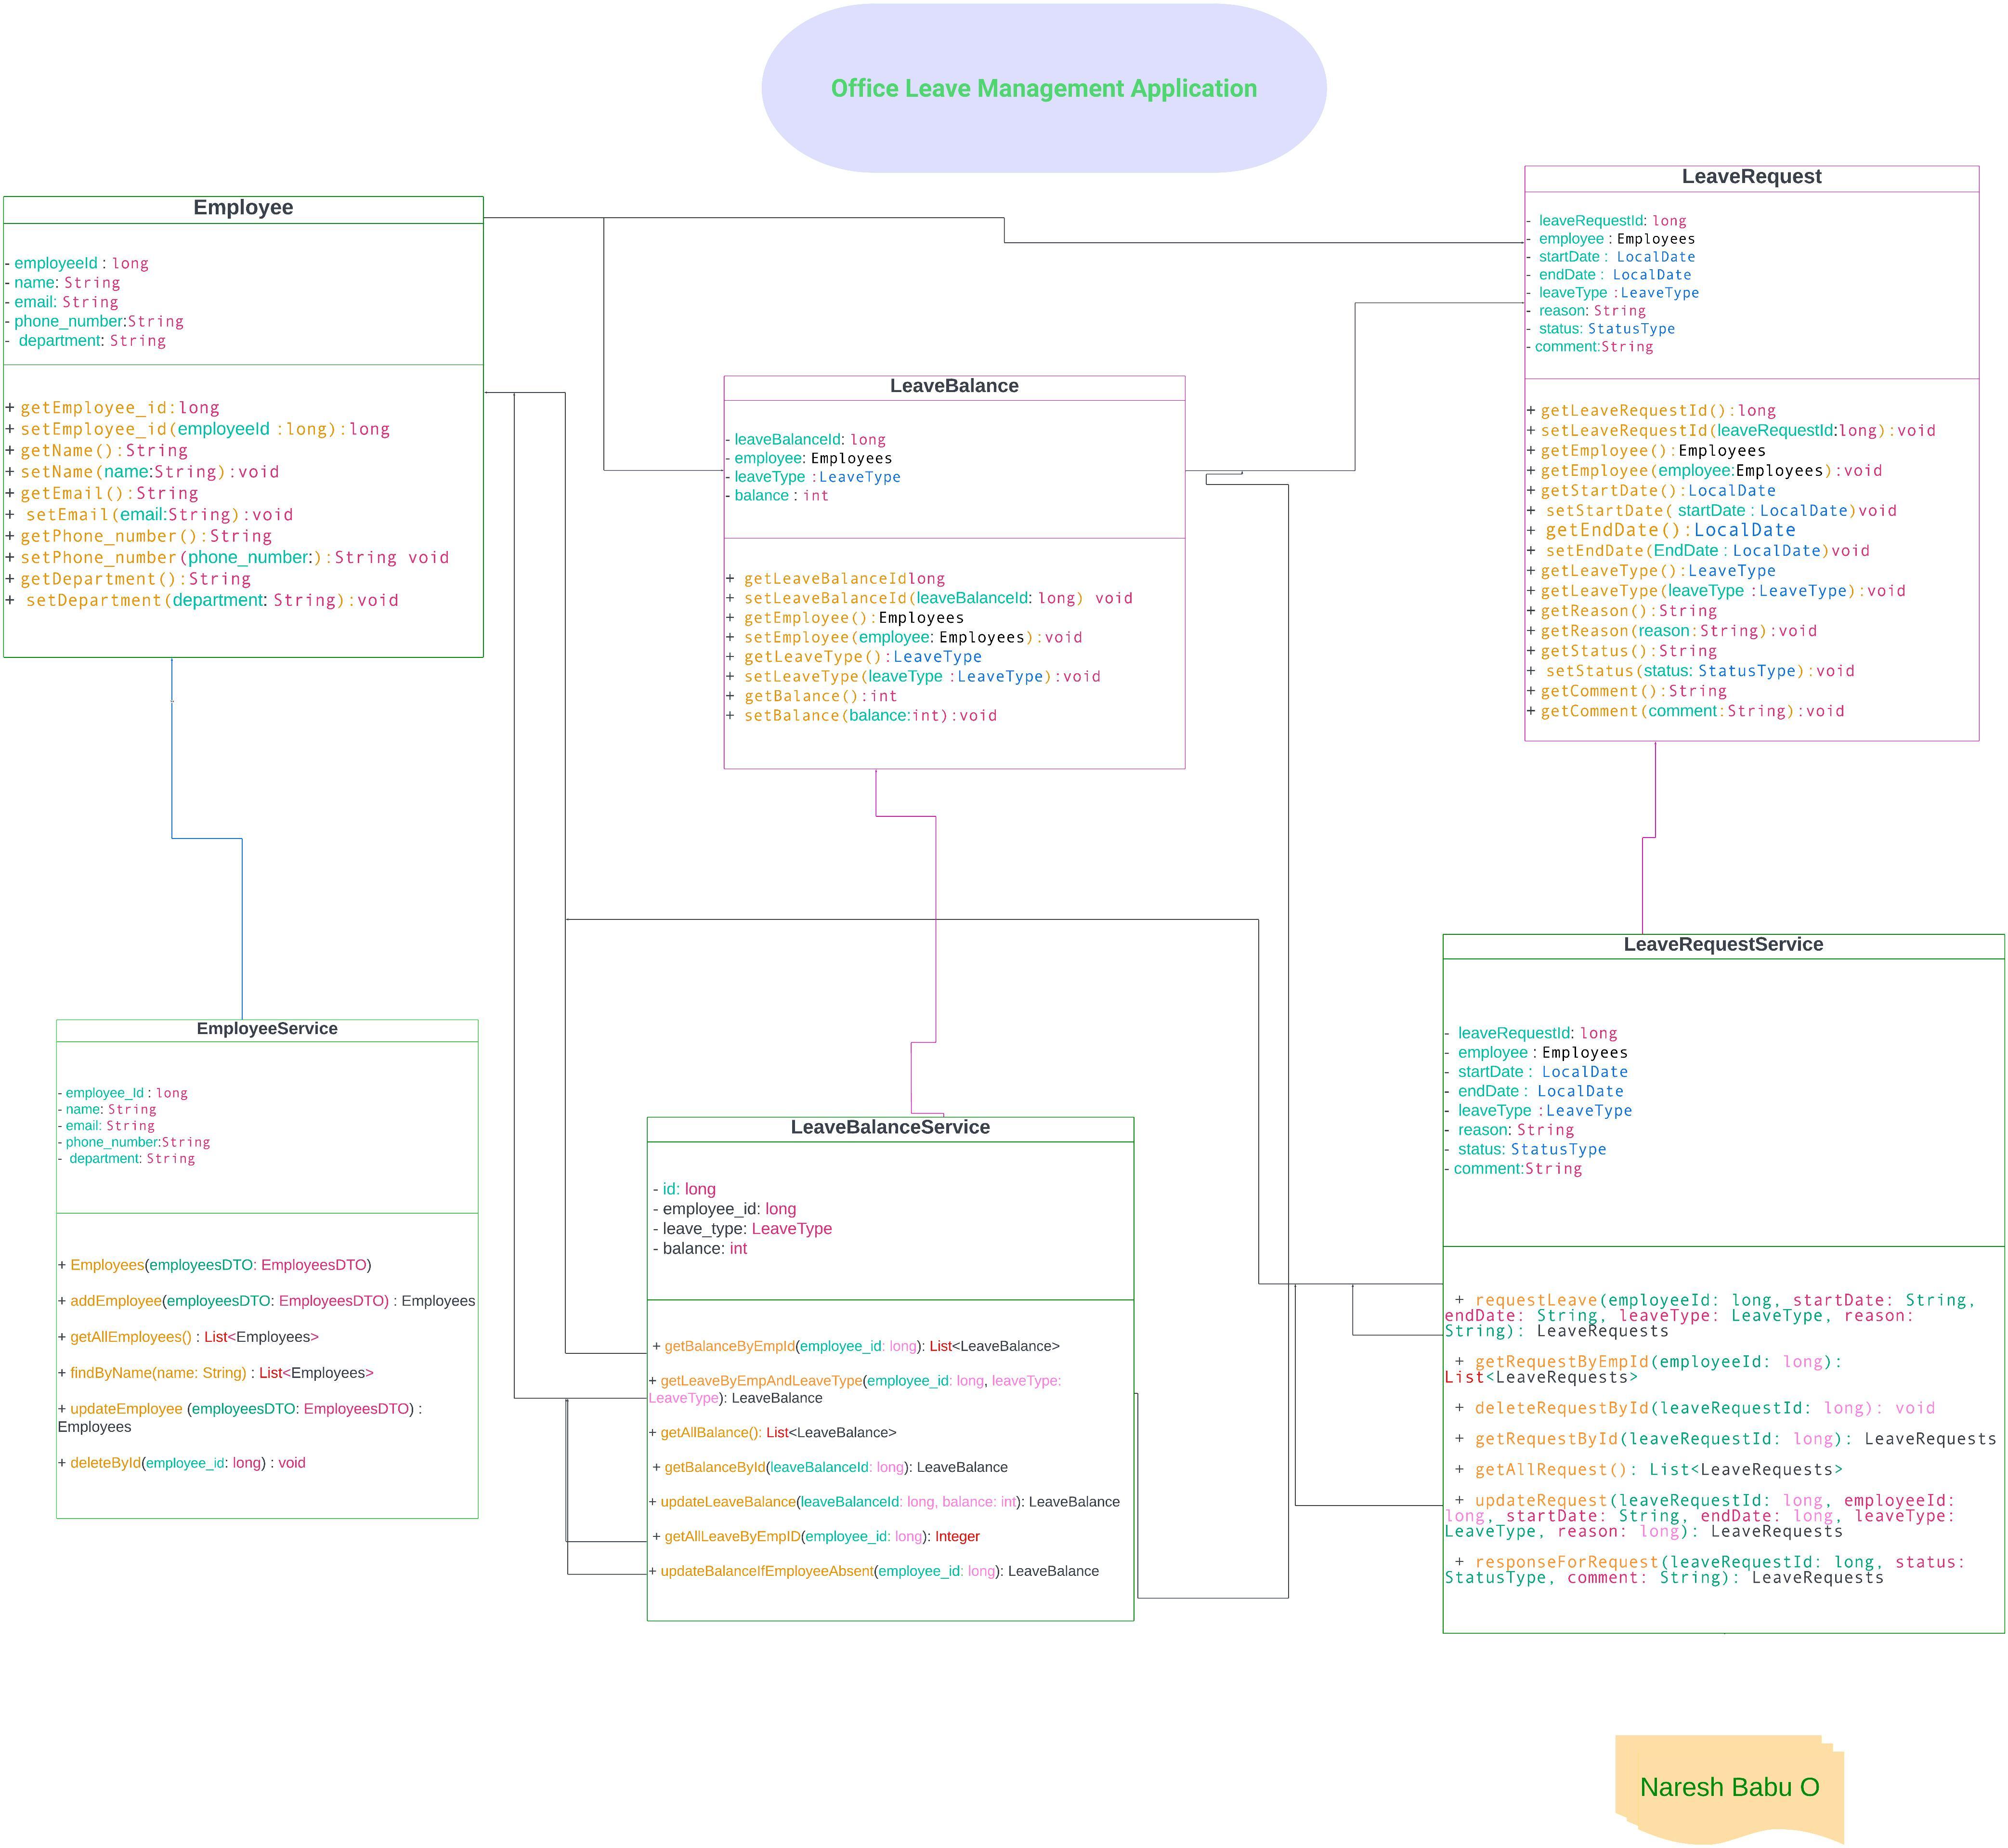 Office Leave Management Application
Employee
- employeeId : long
- name: String
- email: String
- phone_number:String
- department: String
+ getEmployee_id:long
+ setEmployee_id(employeeId :long):long
+ getName():String
+ setName(name:String):void
+ getEmail():String
+ setEmail(email:String):void
+ getPhone_number():String
+ setPhone_number(phone_number:):String void
+ getDepartment():String
+ setDepartment(department: String):void
LeaveBalance
- leaveBalanceId: long
- employee: Employees
- leaveType :LeaveType
- balance : int
+ getLeaveBalanceIdlong
+ setLeaveBalanceId(leaveBalanceId: long) void
+ getEmployee():Employees
+ setEmployee(employee: Employees):void
+ getLeaveType():LeaveType
+ setLeaveType(leaveType :LeaveType):void
+ getBalance():int
+ setBalance(balance:int):void
LeaveRequest
- leaveRequestId: long
- employee : Employees
- startDate : LocalDate
- endDate : LocalDate
- leaveType :LeaveType
- reason: String
- status: StatusType
- comment:String
+ getLeaveRequestId():long
+ setLeaveRequestId(leaveRequestId:long):void
+ getEmployee():Employees
+ getEmployee(employee:Employees):void
+ getStartDate():LocalDate
+ setStartDate( startDate : LocalDate)void
+ getEndDate():LocalDate
+ setEndDate(EndDate : LocalDate)void
+ getLeaveType():LeaveType
+ getLeaveType(leaveType :LeaveType):void
+ getReason():String
+ getReason(reason:String):void
+ getStatus():String
+ setStatus(status: StatusType):void
+ getComment():String
+ getComment(comment:String):void
EmployeeService
- employee_Id : long
- name: String
- email: String
- phone_number:String
- department: String
+ Employees(employeesDTO: EmployeesDTO)
+ addEmployee(employeesDTO: EmployeesDTO) : Employees
+ getAllEmployees() : List<Employees>
+ findByName(name: String) : List<Employees>
+ updateEmployee (employeesDTO: EmployeesDTO) :
Employees
+ deleteById(employee_id: long) : void
LeaveBalanceService
- id: long
- employee_id: long
- leave_type: LeaveType
- balance: int
+ getBalanceByEmpId(employee_id: long): List<LeaveBalance>
+ getLeaveByEmpAndLeaveType(employee_id: long, leaveType:
LeaveType): LeaveBalance
+ getAllBalance(): List<LeaveBalance>
+ getBalanceById(leaveBalanceId: long): LeaveBalance
+ updateLeaveBalance(leaveBalanceId: long, balance: int): LeaveBalance
+ getAllLeaveByEmpID(employee_id: long): Integer
+ updateBalanceIfEmployeeAbsent(employee_id: long): LeaveBalance
LeaveRequestService
- leaveRequestId: long
- employee : Employees
- startDate : LocalDate
- endDate : LocalDate
- leaveType :LeaveType
- reason: String
- status: StatusType
- comment:String
+ requestLeave(employeeId: long, startDate: String,
endDate: String, leaveType: LeaveType, reason:
String): LeaveRequests
+ getRequestByEmpId(employeeId: long):
List<LeaveRequests>
+ deleteRequestById(leaveRequestId: long): void
+ getRequestById(leaveRequestId: long): LeaveRequests
+ getAllRequest(): List<LeaveRequests>
+ updateRequest(leaveRequestId: long, employeeId:
long, startDate: String, endDate: long, leaveType:
LeaveType, reason: long): LeaveRequests
+ responseForRequest(leaveRequestId: long, status:
StatusType, comment: String): LeaveRequests
Naresh Babu O